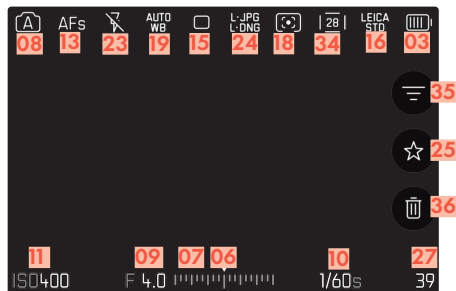 A AFs AUTO WB L·JPG L·DNG 28 LEICA STD
08 13 23 19 15 24 18 34 16 03
35
25
36
11 09 07 06 10 27
ISO400 F 4.0 1/60s 39